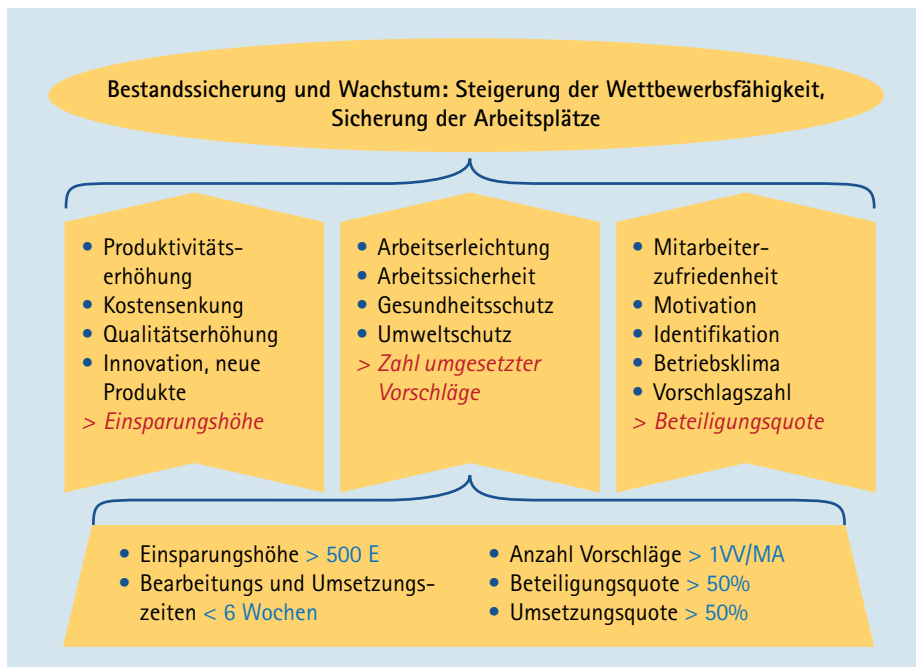 Bestandssicherung und Wachstum: Steigerung der Wettbewerbsfähigkeit,
Sicherung der Arbeitsplätze
• Produktivitäts-
erhöhung
• Kostensenkung
• Qualitätserhöhung
• Innovation, neue
Produkte
> Einsparungshöhe
• Arbeitserleichtung
• Arbeitssicherheit
• Gesundheitsschutz
• Umweltschutz
> Zahl umgesetzter
Vorschläge
• Mitarbeiter-
zufriedenheit
• Motivation
• Identifikation
• Betriebsklima
• Vorschlagszahl
> Beteiligungsquote
• Einsparungshöhe > 500 E
• Bearbeitungs und Umsetzungs-
zeiten < 6 Wochen
• Anzahl Vorschläge > 1VV/MA
• Beteiligungsquote > 50%
• Umsetzungsquote > 50%